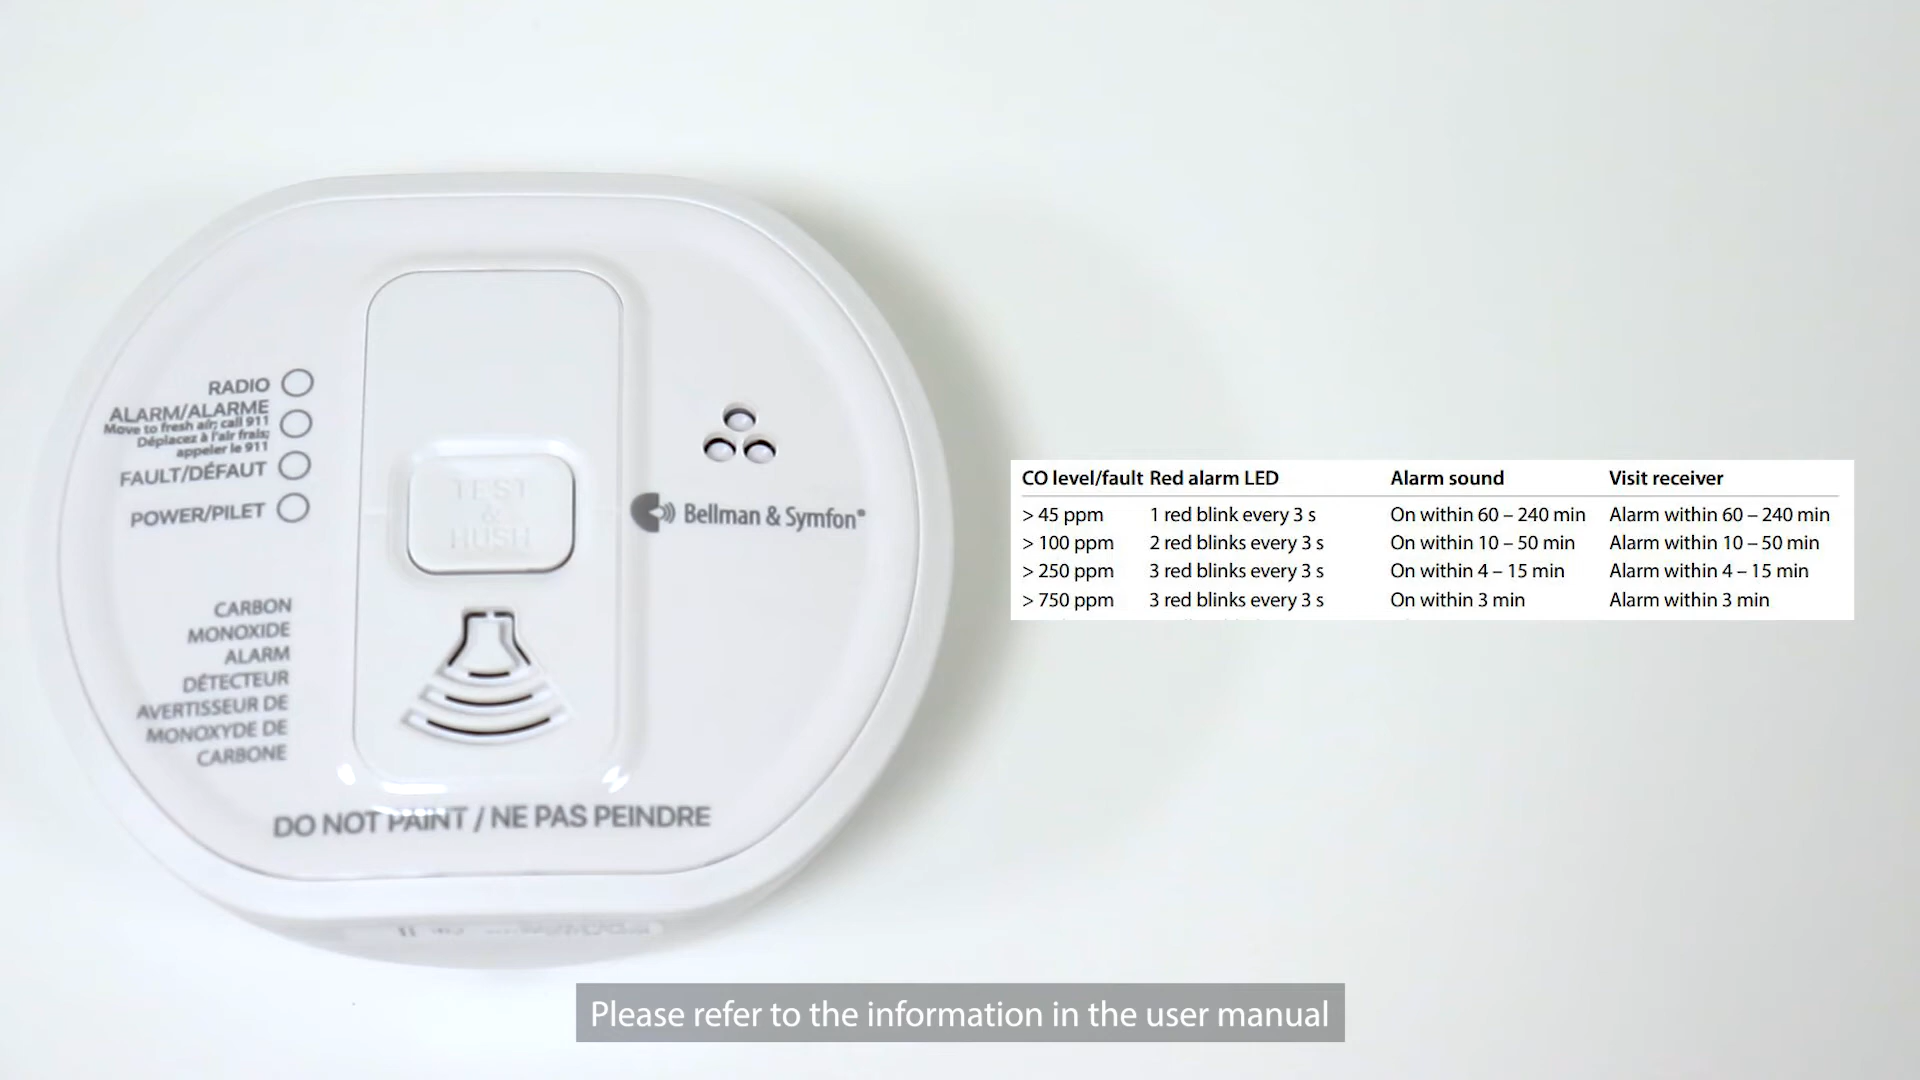 RADIO
ALARM/ALARME
Move to fresh air; call 911
Déplacez à l'air frais;
appeler le 911
FAULT/DÉFAUT
POWER/PILET
TEST
&
HUSH
Bellman & Symfon®
CARBON
MONOXIDE
ALARM
DÉTECTEUR
AVERTISSEUR DE
MONOXYDE DE
CARBONE
DO NOT PAINT / NE PAS PEINDRE
CO level/fault Red alarm LED Alarm sound Visit receiver
> 45 ppm 1 red blink every 3 s On within 60 – 240 min Alarm within 60 – 240 min
> 100 ppm 2 red blinks every 3 s On within 10 – 50 min Alarm within 10 – 50 min
> 250 ppm 3 red blinks every 3 s On within 4 – 15 min Alarm within 4 – 15 min
> 750 ppm 3 red blinks every 3 s On within 3 min Alarm within 3 min
Please refer to the information in the user manual